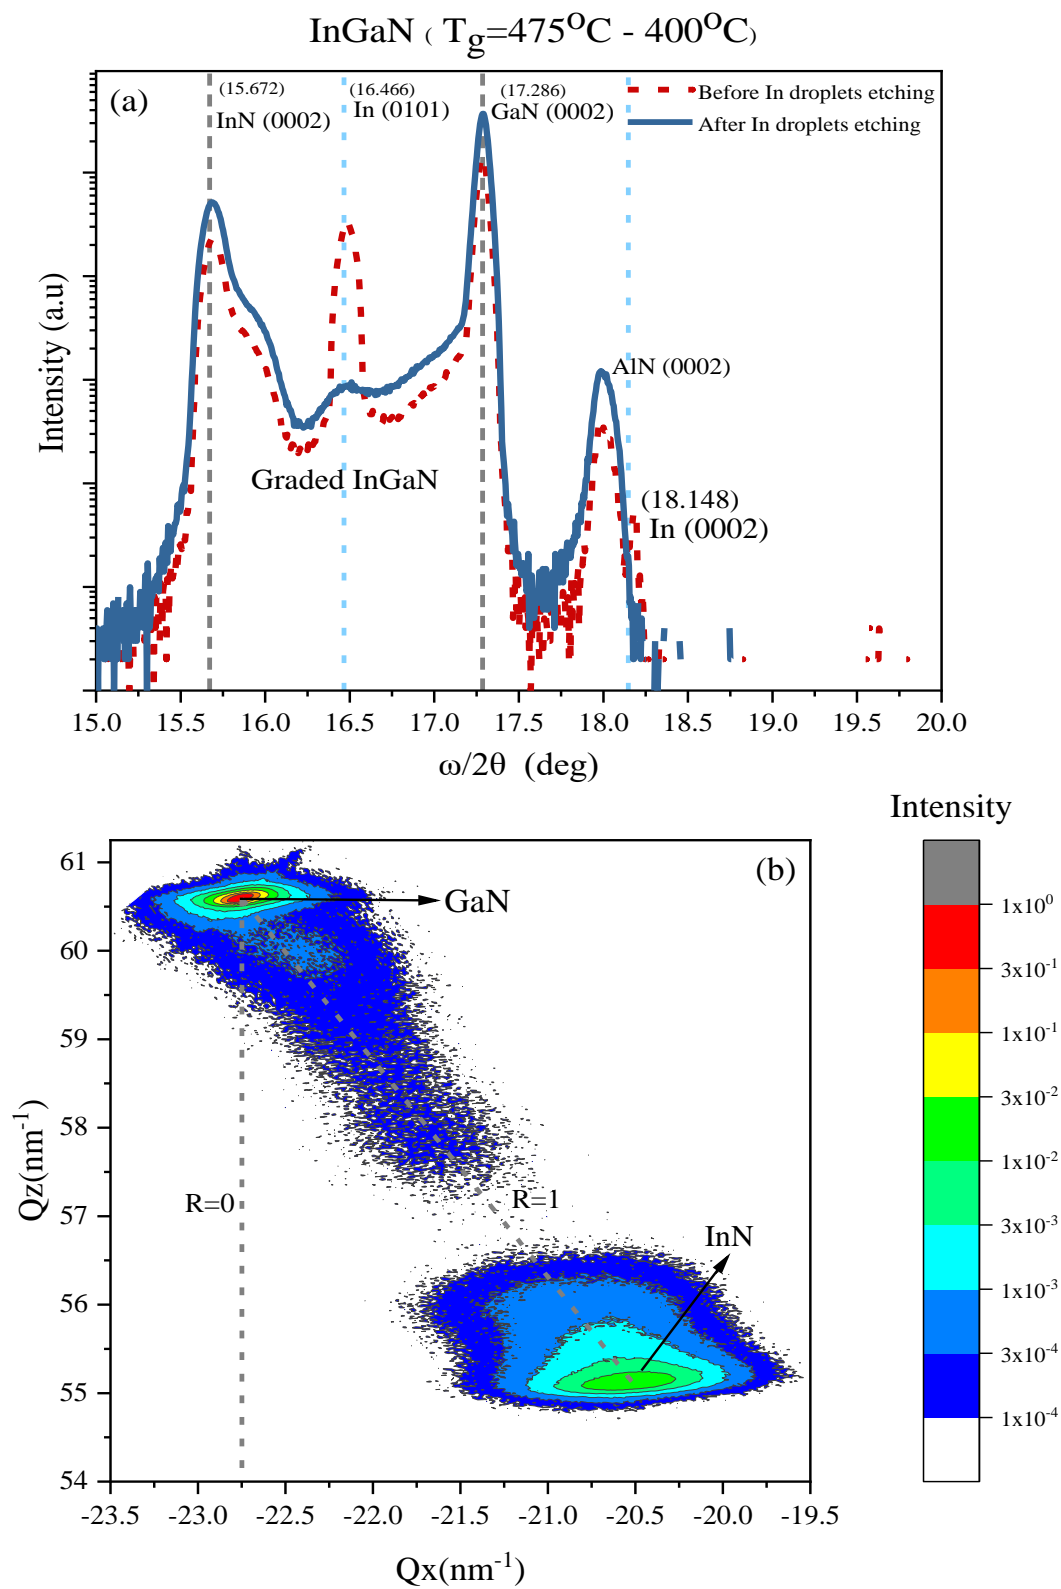 InGaN ( Tg=475°C - 400°C)
(a)
(15.672)
InN (0002)
(16.466)
In (0101)
(17.286)
GaN (0002)
Before In droplets etching
After In droplets etching
Intensity (a.u)
AlN (0002)
Graded InGaN
(18.148)
In (0002)
15.0 15.5 16.0 16.5 17.0 17.5 18.0 18.5 19.0 19.5 20.0
ω/2θ (deg)
Intensity
(b)
61
60
59
58
57
56
55
54
Qz(nm⁻¹)
GaN
R=0
R=1
InN
1x10⁰
3x10⁻¹
1x10⁻¹
3x10⁻²
1x10⁻²
3x10⁻³
1x10⁻³
3x10⁻⁴
1x10⁻⁴
-23.5 -23.0 -22.5 -22.0 -21.5 -21.0 -20.5 -20.0 -19.5
Qx(nm⁻¹)